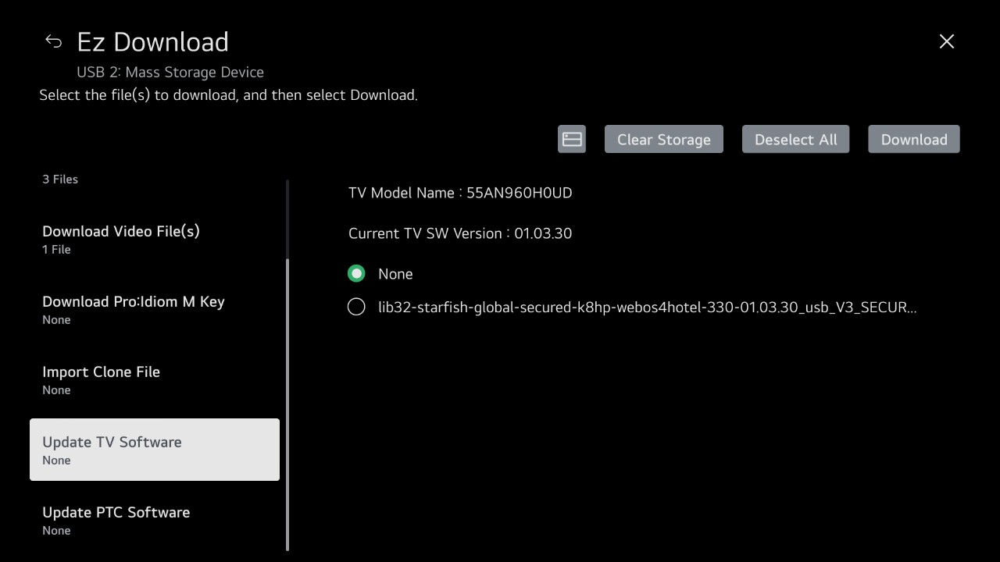 Ez Download
USB 2: Mass Storage Device
Select the file(s) to download, and then select Download.
Clear Storage
Deselect All
Download
3 Files
Download Video File(s)
1 File
Download Pro:Idiom M Key
None
Import Clone File
None
Update TV Software
None
Update PTC Software
None
TV Model Name : 55AN960H0UD
Current TV SW Version : 01.03.30
None
lib32-starfish-global-secured-k8hp-webos4hotel-330-01.03.30_usb_V3_SECUR...